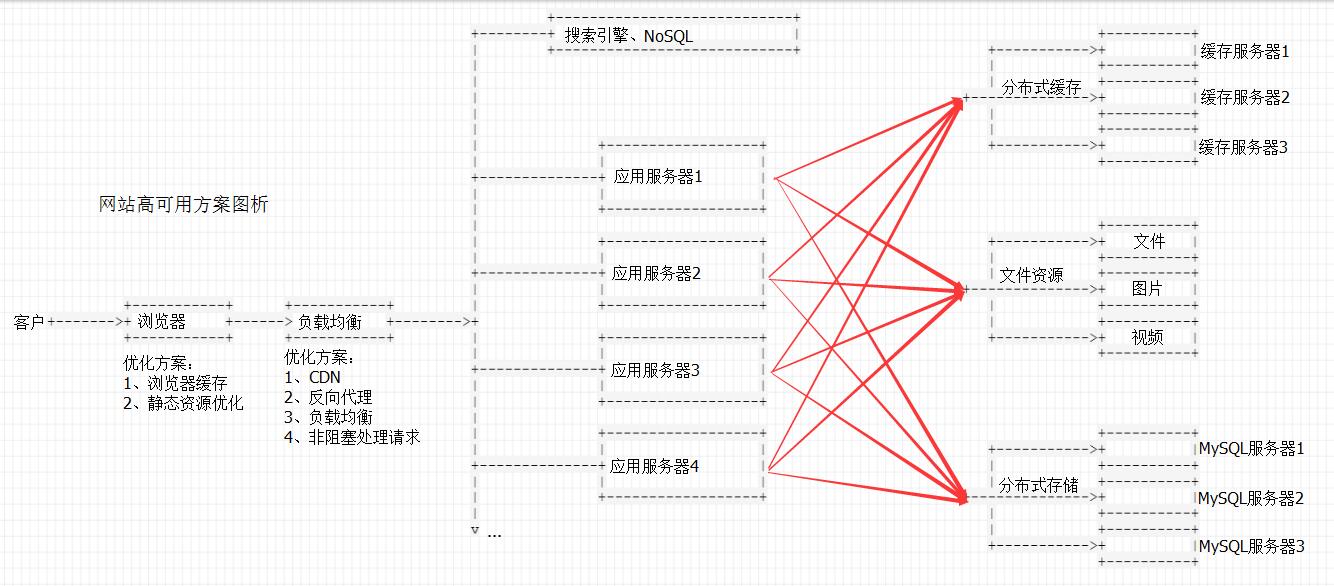 搜索引擎、NoSQL
缓存服务器1
分布式缓存
缓存服务器2
缓存服务器3
应用服务器1
网站高可用方案图析
文件
应用服务器2
文件资源
图片
客户
浏览器
负载均衡
视频
优化方案:
1、浏览器缓存
2、静态资源优化
优化方案:
1、CDN
2、反向代理
3、负载均衡
4、非阻塞处理请求
应用服务器3
应用服务器4
MySQL服务器1
分布式存储
MySQL服务器2
MySQL服务器3
...